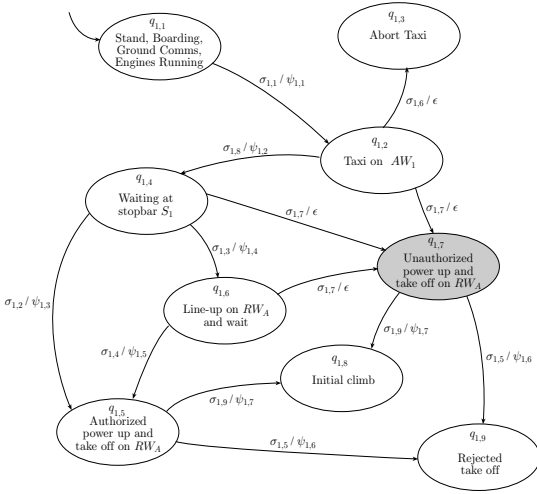 q1,1
Stand, Boarding,
Ground Comms,
Engines Running
q1,3
Abort Taxi
σ1,1 / ψ1,1
σ1,6 / ϵ
q1,2
Taxi on AW1
σ1,8 / ψ1,2
q1,4
Waiting at
stopbar S1
σ1,7 / ϵ
σ1,7 / ϵ
q1,7
Unauthorized
power up and
take off on RWA
σ1,3 / ψ1,4
q1,6
Line-up on RWA
and wait
σ1,7 / ϵ
σ1,2 / ψ1,3
σ1,9 / ψ1,7
σ1,5 / ψ1,6
σ1,4 / ψ1,5
q1,8
Initial climb
σ1,9 / ψ1,7
q1,5
Authorized
power up and
take off on RWA
σ1,5 / ψ1,6
q1,9
Rejected
take off